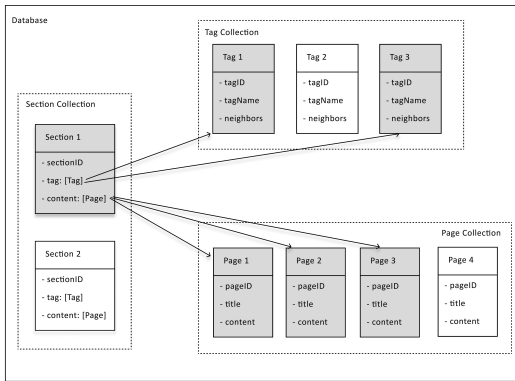 Database
Tag Collection
Tag 1
- tagID
- tagName
- neighbors
Tag 2
- tagID
- tagName
- neighbors
Tag 3
- tagID
- tagName
- neighbors
Section Collection
Section 1
- sectionID
- tag: [Tag]
- content: [Page]
Section 2
- sectionID
- tag: [Tag]
- content: [Page]
Page Collection
Page 1
- pageID
- title
- content
Page 2
- pageID
- title
- content
Page 3
- pageID
- title
- content
Page 4
- pageID
- title
- content